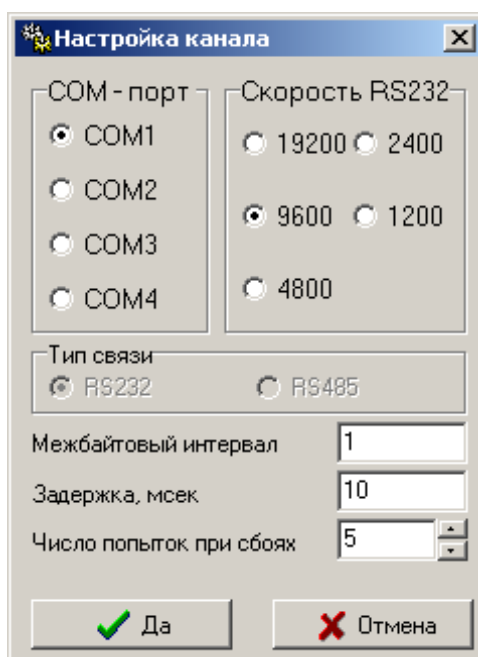 Настройка канала
COM - порт
COM1
COM2
COM3
COM4
Скорость RS232
19200 2400
9600 1200
4800
Тип связи
RS232 RS485
Межбайтовый интервал 1
Задержка, мсек 10
Число попыток при сбоях 5
Да Отмена